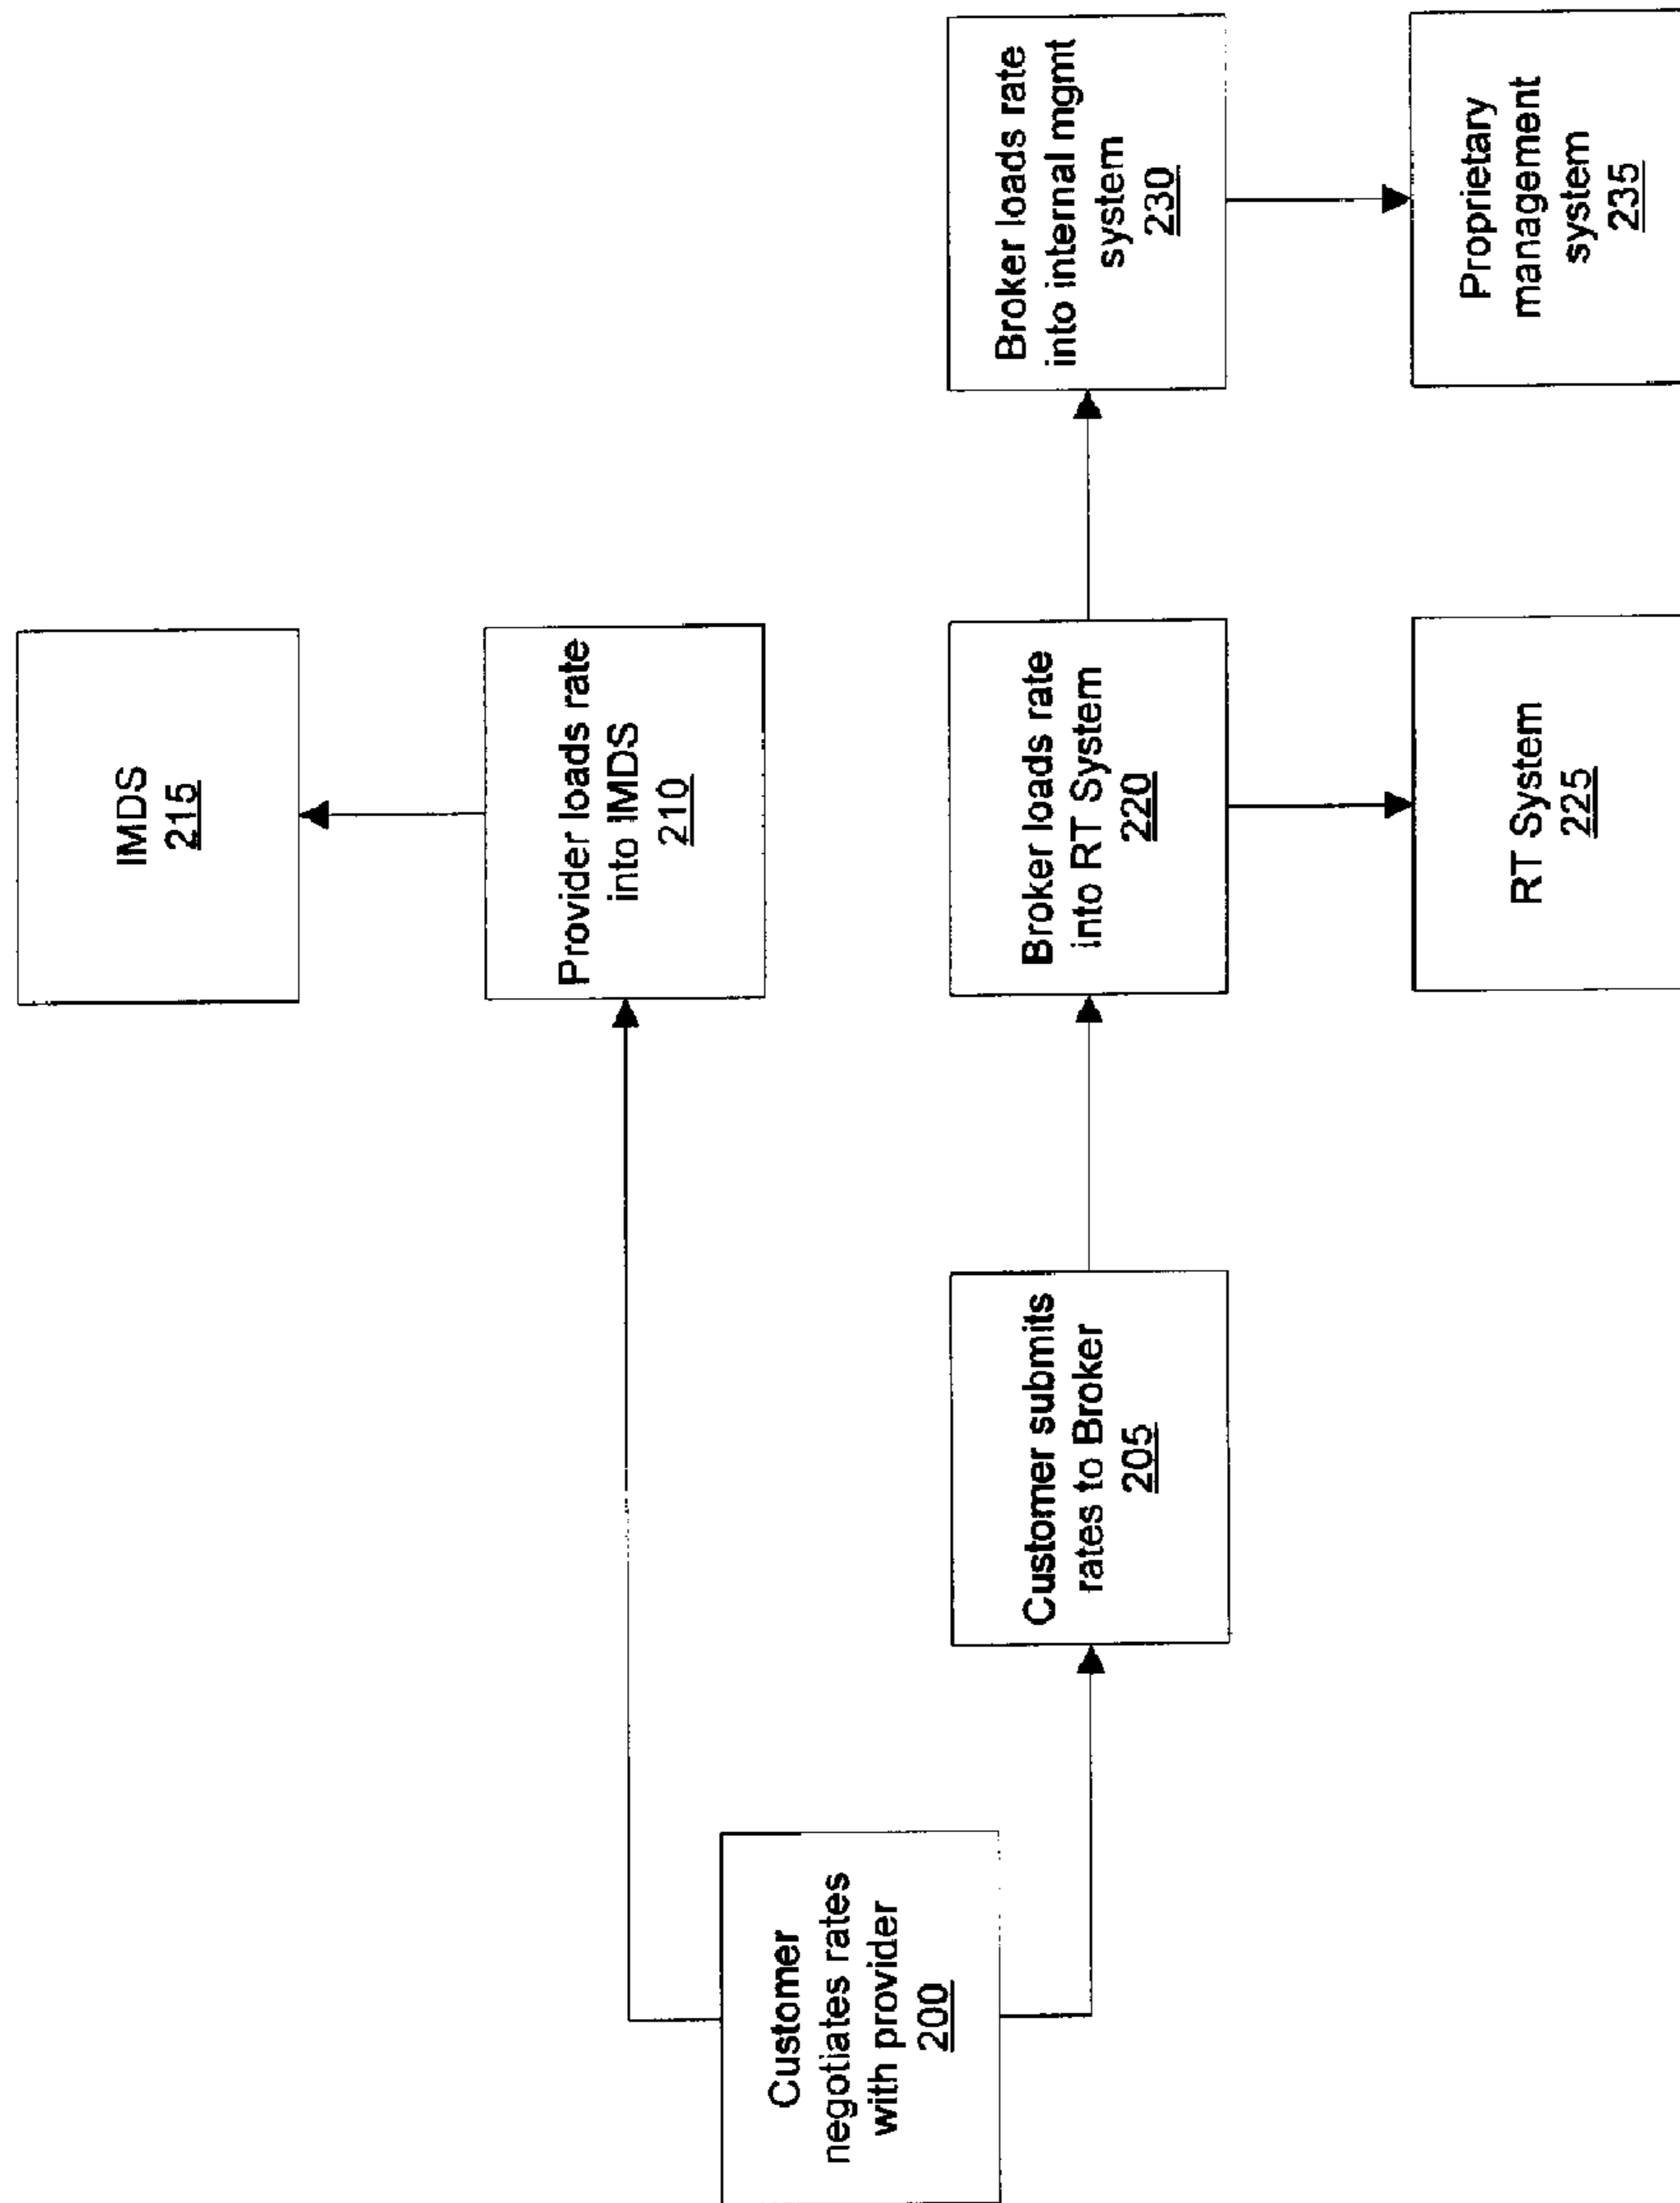 IMDS
215
Provider loads rate
into IMDS
210
Customer
negotiates rates
with provider
200
Customer submits
rates to Broker
205
Broker loads rate
into RT System
220
Broker loads rate
into internal mgmt
system
230
RT System
225
Proprietary
management
system
235